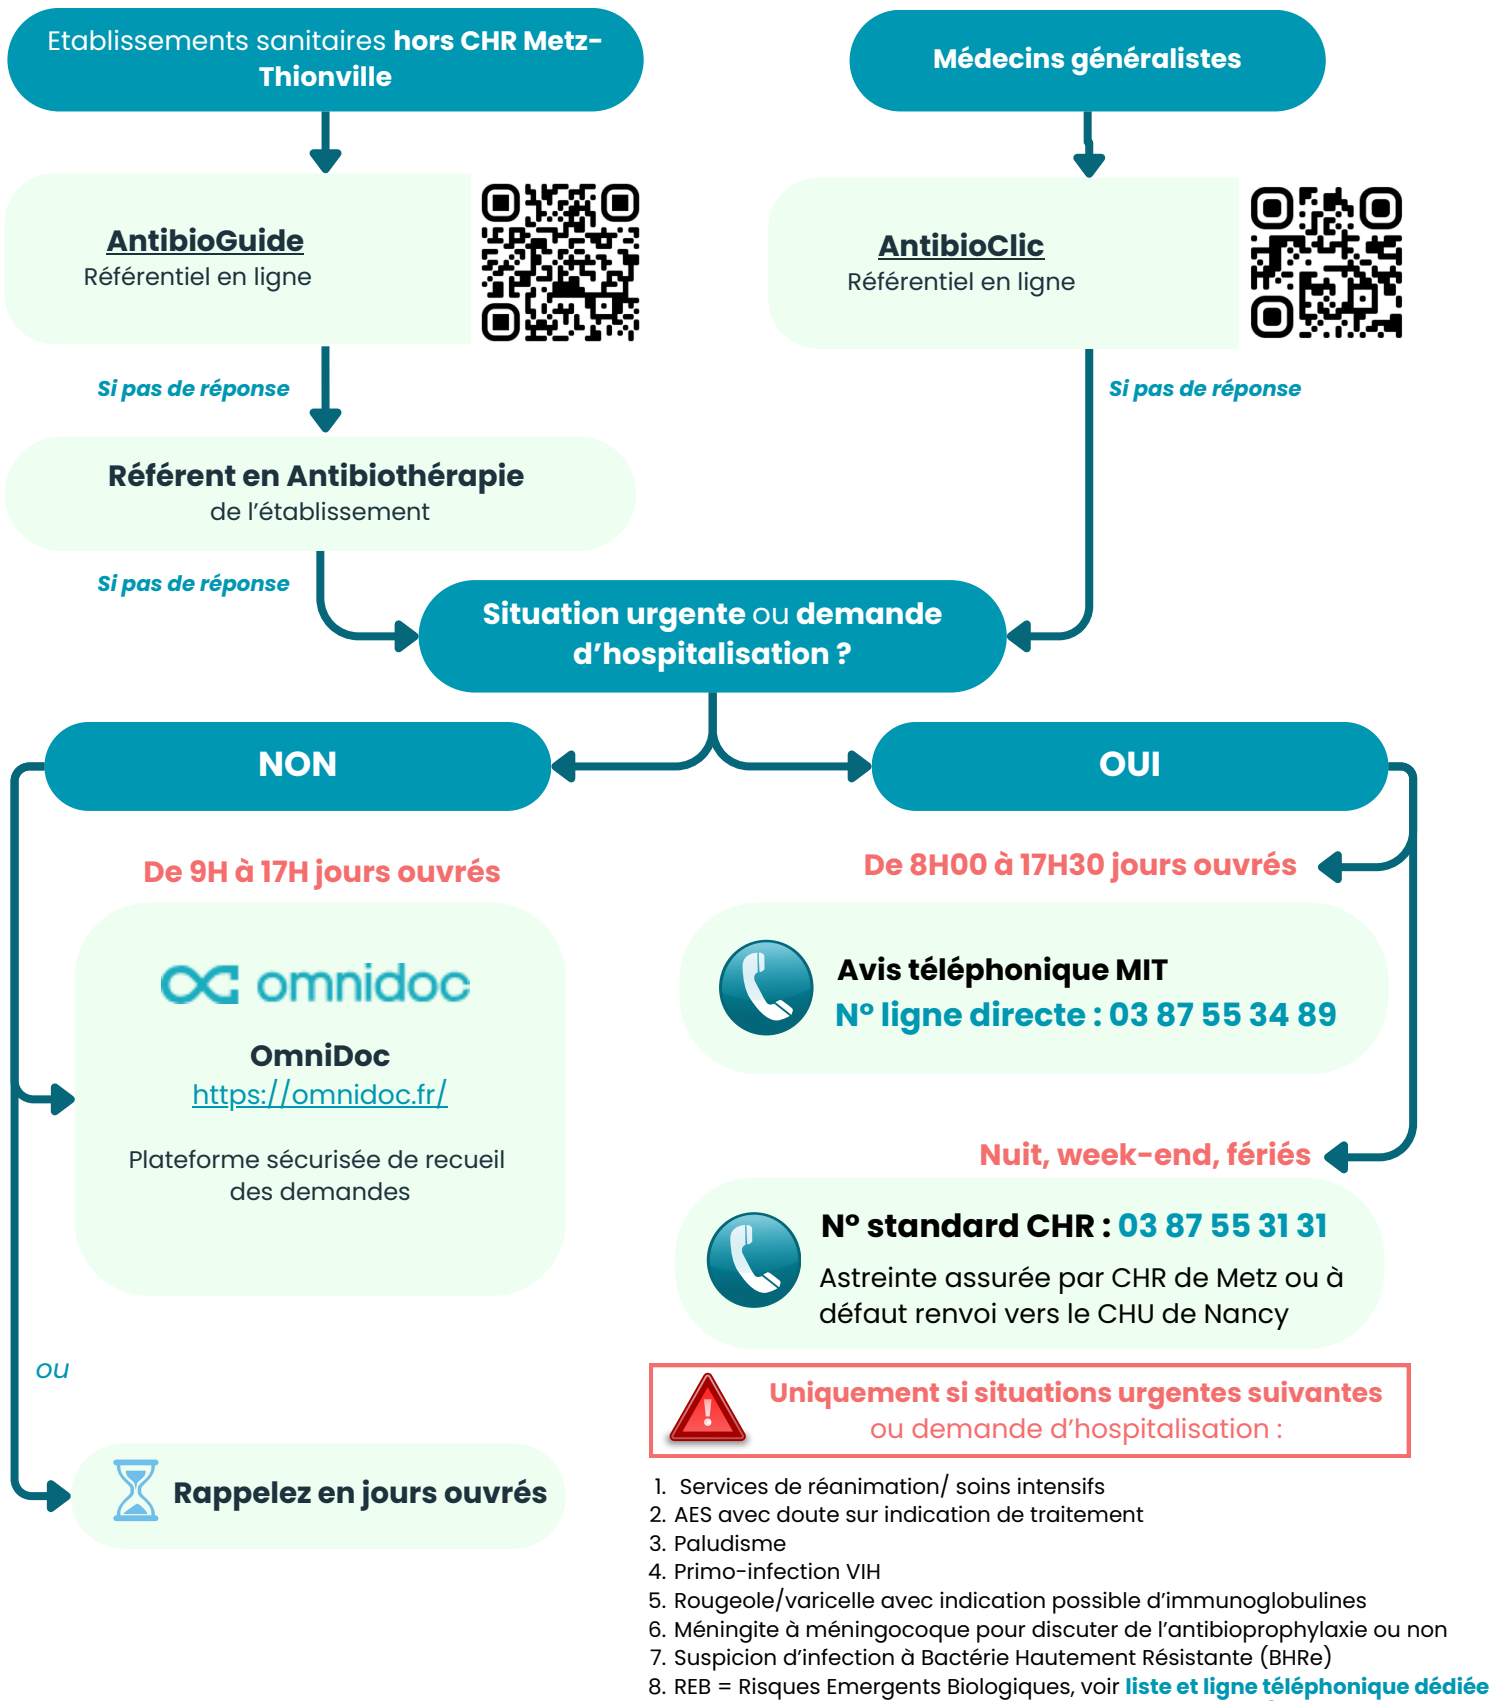 Etablissements sanitaires hors CHR Metz-
Thionville
Médecins généralistes
AntibioGuide
Référentiel en ligne
AntibioClic
Référentiel en ligne
Si pas de réponse
Si pas de réponse
Référent en Antibiothérapie
de l'établissement
Si pas de réponse
Situation urgente ou demande
d'hospitalisation ?
NON
OUI
De 9H à 17H jours ouvrés
omnidoc
OmniDoc
https://omnidoc.fr/
Plateforme sécurisée de recueil
des demandes
ou
Rappelez en jours ouvrés
De 8H00 à 17H30 jours ouvrés
Avis téléphonique MIT
N° ligne directe : 03 87 55 34 89
Nuit, week-end, fériés
N° standard CHR : 03 87 55 31 31
Astreinte assurée par CHR de Metz ou à
défaut renvoi vers le CHU de Nancy
Uniquement si situations urgentes suivantes
ou demande d'hospitalisation :
1. Services de réanimation/ soins intensifs
2. AES avec doute sur indication de traitement
3. Paludisme
4. Primo-infection VIH
5. Rougeole/varicelle avec indication possible d'immunoglobulines
6. Méningite à méningocoque pour discuter de l'antibioprophylaxie ou non
7. Suspicion d'infection à Bactérie Hautement Résistante (BHRe)
8. REB = Risques Emergents Biologiques, voir liste et ligne téléphonique dédiée